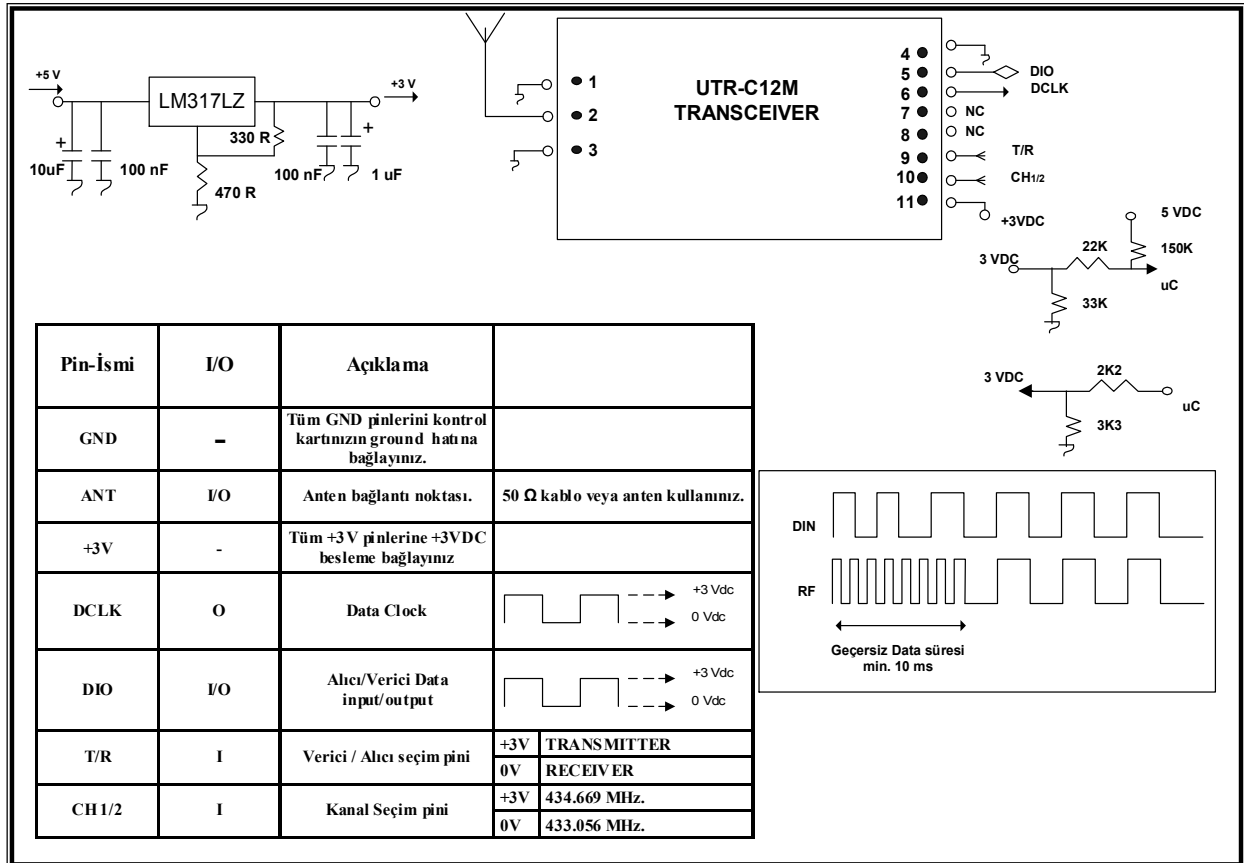 +5 V
LM317LZ
+3 V
330 R
10uF
+
100 nF
470 R
100 nF
+
1 uF
UTR-C12M
TRANSCEIVER
1
2
3
4
5
6
7
8
9
10
11
DIO
DCLK
NC
NC
T/R
CH1/2
+3VDC
5 VDC
150K
22K
3 VDC
uC
33K
3 VDC
2K2
uC
3K3
Pin-İsmi I/O Açıklama
GND - Tüm GND pinlerini kontrol
kartınızın ground hatına
bağlayınız.
ANT I/O Anten bağlantı noktası. 50 Ω kablo veya anten kullanınız.
+3V - Tüm +3V pinlerine +3VDC
besleme bağlayınız
DCLK O Data Clock
+3 Vdc
0 Vdc
DIO I/O Alıcı/Verici Data
input/output
+3 Vdc
0 Vdc
T/R I Verici / Alıcı seçim pini
+3V TRANSMITTER
0V RECEIVER
CH1/2 I Kanal Seçim pini
+3V 434.669 MHz.
0V 433.056 MHz.
DIN
RF
Geçersiz Data süresi
min. 10 ms